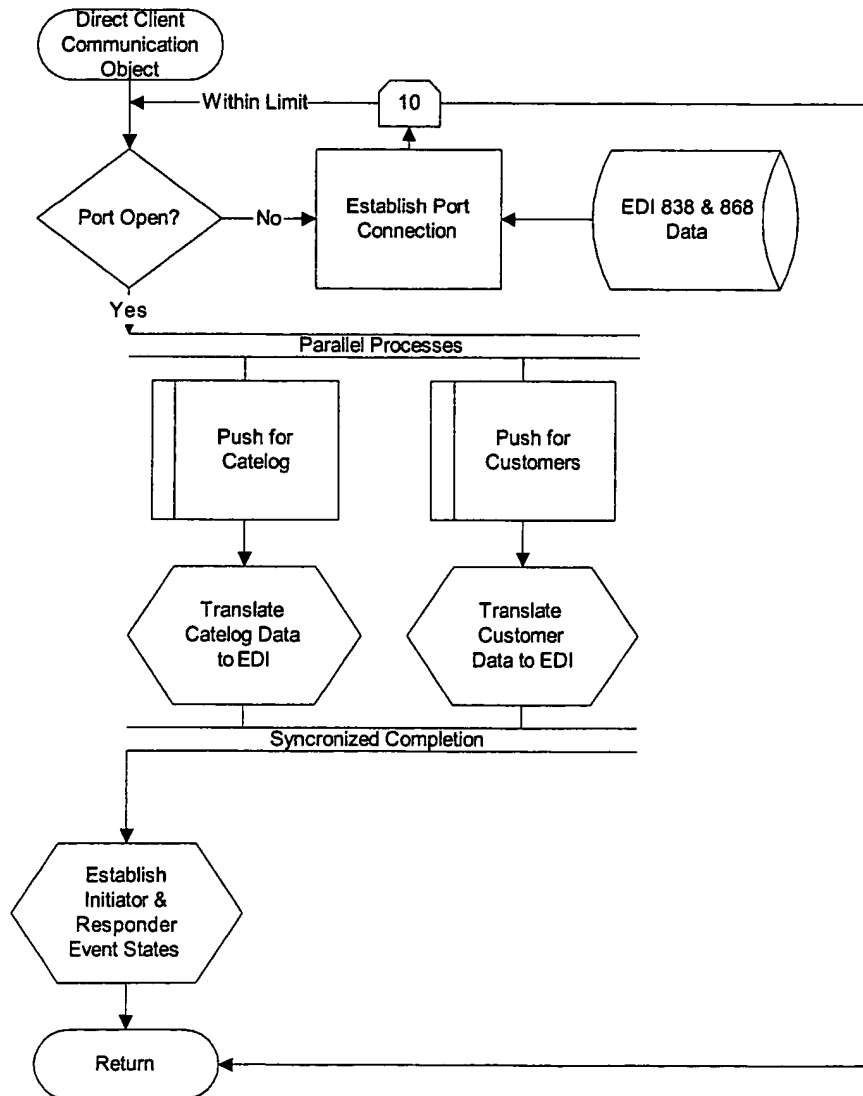 Direct Client
Communication
Object
Within Limit
10
Port Open?
No
Establish Port
Connection
EDI 838 & 868
Data
Yes
Parallel Processes
Push for
Catelog
Push for
Customers
Translate
Catelog Data
to EDI
Translate
Customer
Data to EDI
Syncronized Completion
Establish
Initiator &
Responder
Event States
Return